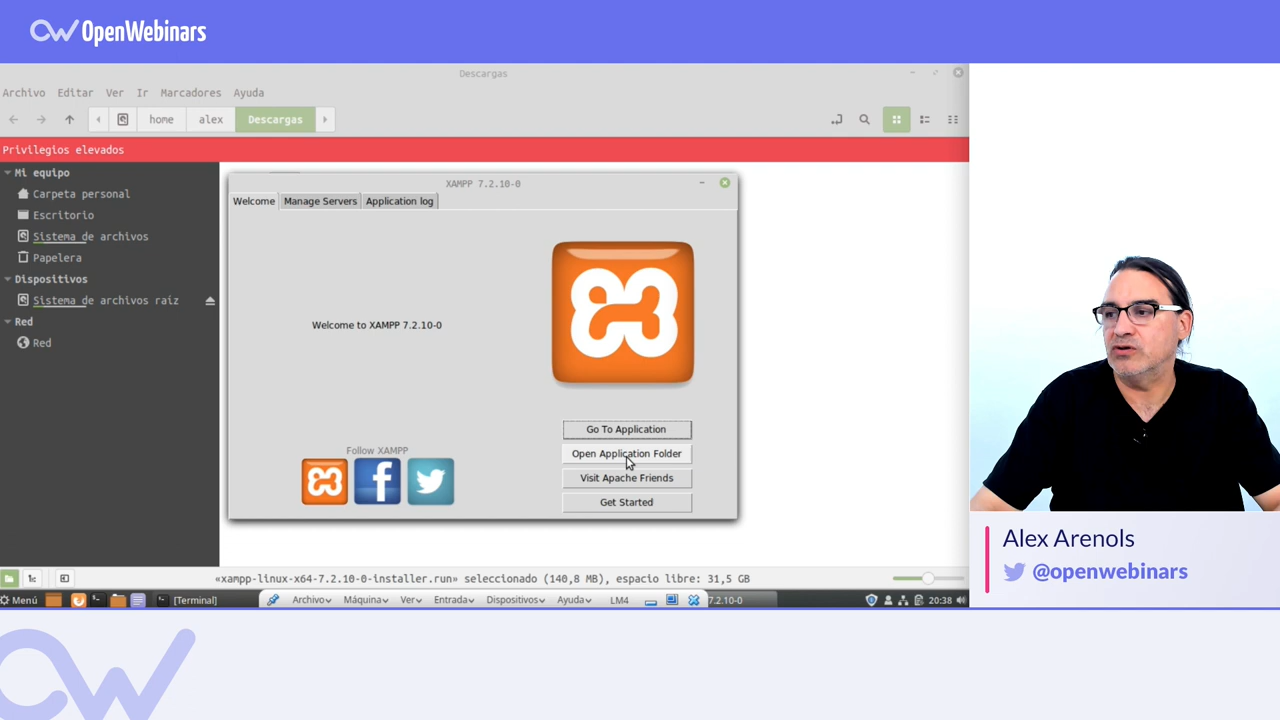 OpenWebinars
Descargas
Archivo Editar Ver Ir Marcadores Ayuda
home alex Descargas
Privilegios elevados
Mi equipo
Carpeta personal
Escritorio
Sistema de archivos
Papelera
Dispositivos
Sistema de archivos raíz
Red
Red
XAMPP 7.2.10-0
Welcome Manage Servers Application log
Welcome to XAMPP 7.2.10-0
Go To Application
Open Application Folder
Visit Apache Friends
Get Started
Follow XAMPP
«xampp-linux-x64-7.2.10-0-installer.run» seleccionado (140,8 MB), espacio libre: 31,5 GB
Menú [Terminal] Archivo Máquina Ver Entrada Dispositivos Ayuda LM4 7.2.10-0 20:38
Alex Arenols
@openwebinars